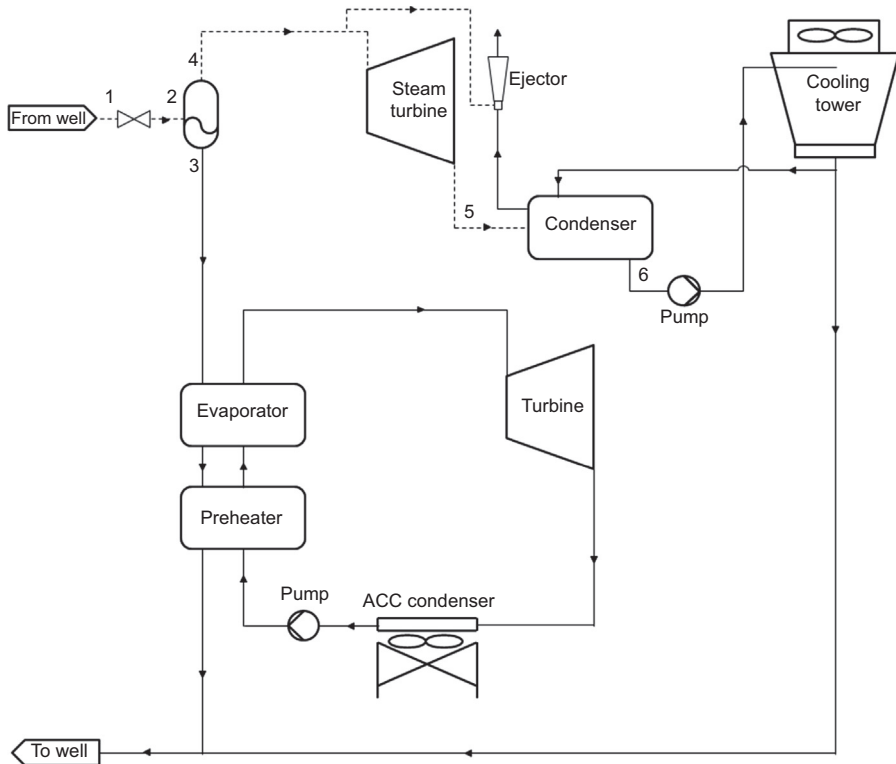 4
Ejector
Steam
turbine
Cooling
tower
1
2
From well
3
5
Condenser
6
Pump
Evaporator
Turbine
Preheater
Pump
ACC condenser
To well